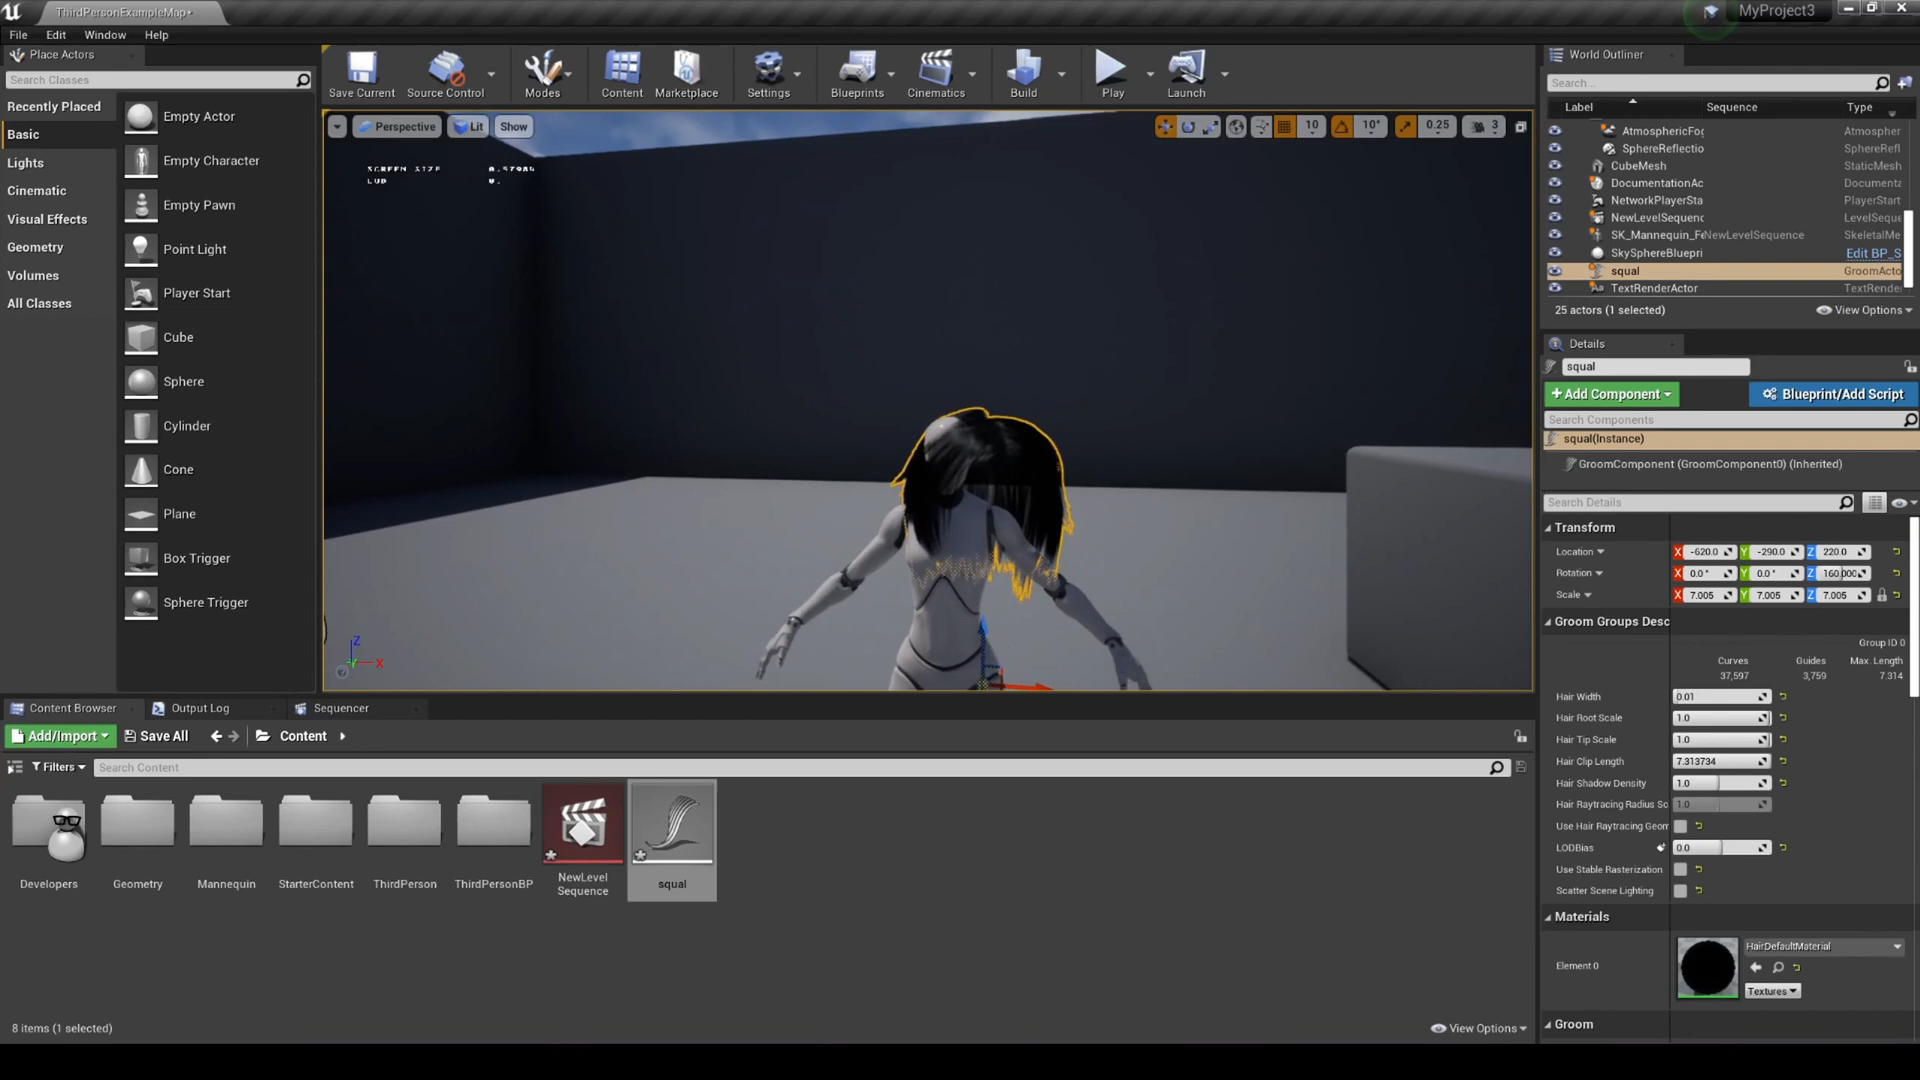 ThirdPersonExampleMap•
MyProject3
File Edit Window Help
Place Actors
Search Classes
Recently Placed
Basic
Lights
Cinematic
Visual Effects
Geometry
Volumes
All Classes
Empty Actor
Empty Character
Empty Pawn
Point Light
Player Start
Cube
Sphere
Cylinder
Cone
Plane
Box Trigger
Sphere Trigger
Save Current Source Control Modes Content Marketplace Settings Blueprints Cinematics Build Play Launch
Perspective Lit Show
10 10° 0.25 3
SCREEN SIZE
Z
X
World Outliner
Search...
Label Sequence Type
AtmosphericFog Atmospher
SphereReflectio SphereRefl
CubeMesh StaticMesh
DocumentationAc Documenta
NetworkPlayerSta PlayerStart
NewLevelSequenc LevelSeque
SK_Mannequin_Fe NewLevelSequence SkeletalMe
SkySphereBluepri Edit BP_S
squal GroomActo
TextRenderActor TextRender
25 actors (1 selected) View Options
Details
squal
+Add Component Blueprint/Add Script
Search Components
squal(Instance)
GroomComponent (GroomComponent0) (Inherited)
Search Details
Transform
Location X -620.0 Y -290.0 Z 220.0
Rotation X 0.0 ° Y 0.0 ° Z 160.000
Scale X 7.005 Y 7.005 Z 7.005
Groom Groups Desc
Group ID 0
Curves Guides Max. Length
37,597 3,759 7.314
Hair Width 0.01
Hair Root Scale 1.0
Hair Tip Scale 1.0
Hair Clip Length 7.313734
Hair Shadow Density 1.0
Hair Raytracing Radius Sc 1.0
Use Hair Raytracing Geom
LODBias 0.0
Use Stable Rasterization
Scatter Scene Lighting
Materials
Element 0
HairDefaultMaterial
Textures
Groom
Content Browser Output Log Sequencer
Add/Import Save All Content
Filters Search Content
Developers
Geometry
Mannequin
StarterContent
ThirdPerson
ThirdPersonBP
NewLevel
Sequence
squal
8 items (1 selected) View Options